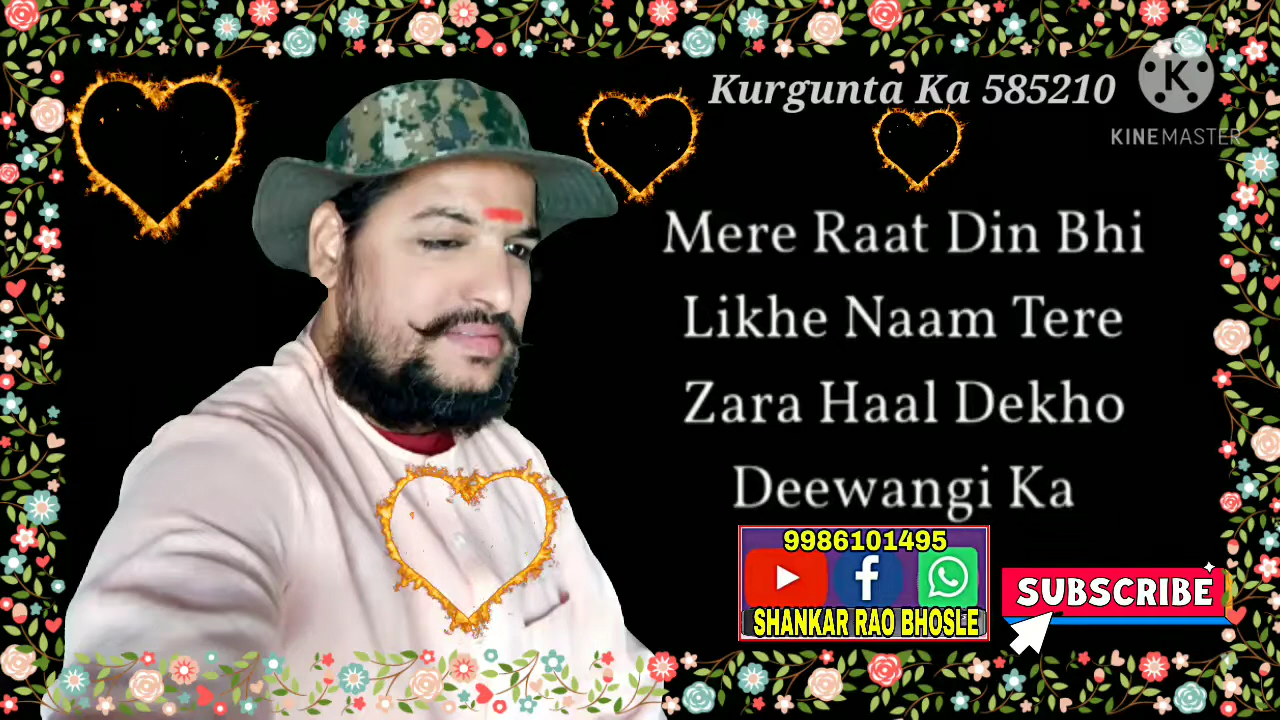 Kurgunta Ka 585210
K
KINEMASTER
Mere Raat Din Bhi
Likhe Naam Tere
Zara Haal Dekho
Deewangi Ka
9986101495
f
SHANKAR RAO BHOSLE
SUBSCRIBE